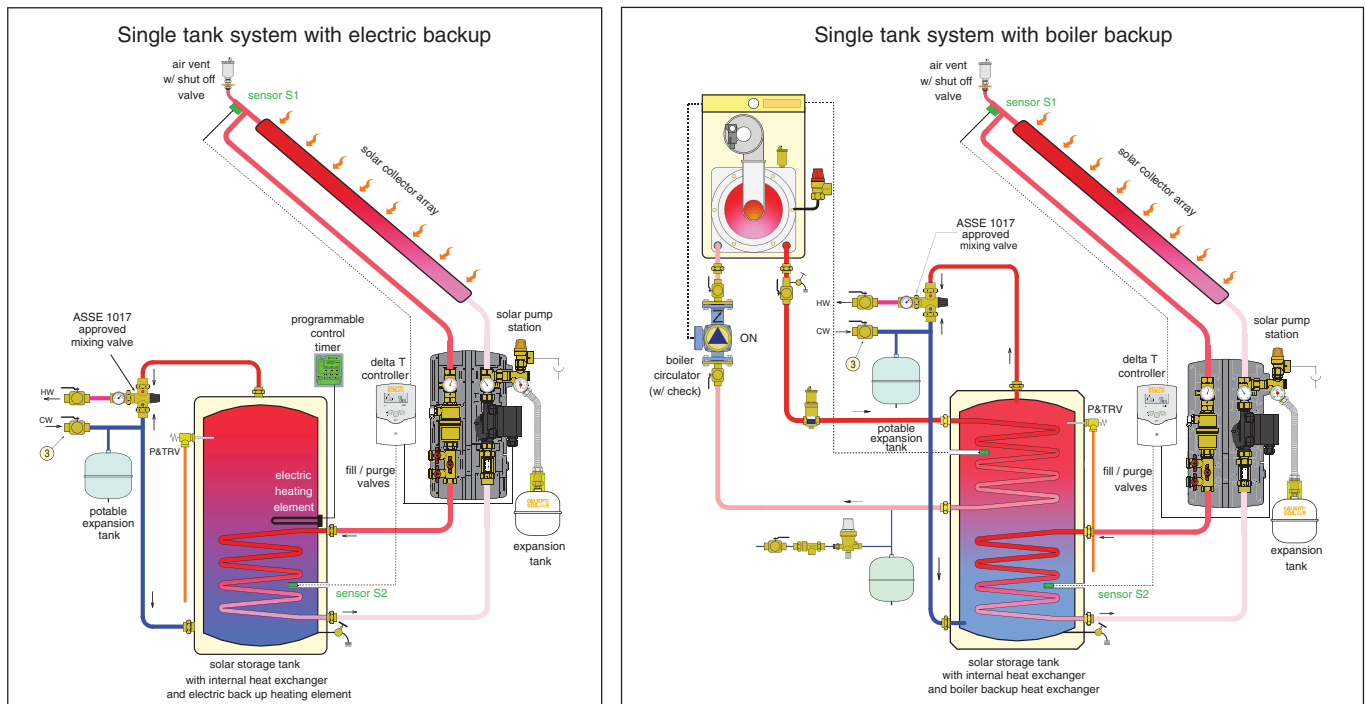 Single tank system with electric backup
air vent
w/ shut off
valve
sensor S1
solar collector array
ASSE 1017
approved
mixing valve
programmable
control
timer
delta T
controller
solar pump
station
HW
CW
3
P&TRV
potable
expansion
tank
electric
heating
element
fill / purge
valves
sensor S2
expansion
tank
solar storage tank
with internal heat exchanger
and electric back up heating element
Single tank system with boiler backup
air vent
w/ shut off
valve
sensor S1
solar collector array
ASSE 1017
approved
mixing valve
HW
CW
3
ON
boiler
circulator
(w/ check)
solar pump
station
delta T
controller
P&TRV
potable
expansion
tank
fill / purge
valves
sensor S2
expansion
tank
solar storage tank
with internal heat exchanger
and boiler backup heat exchanger